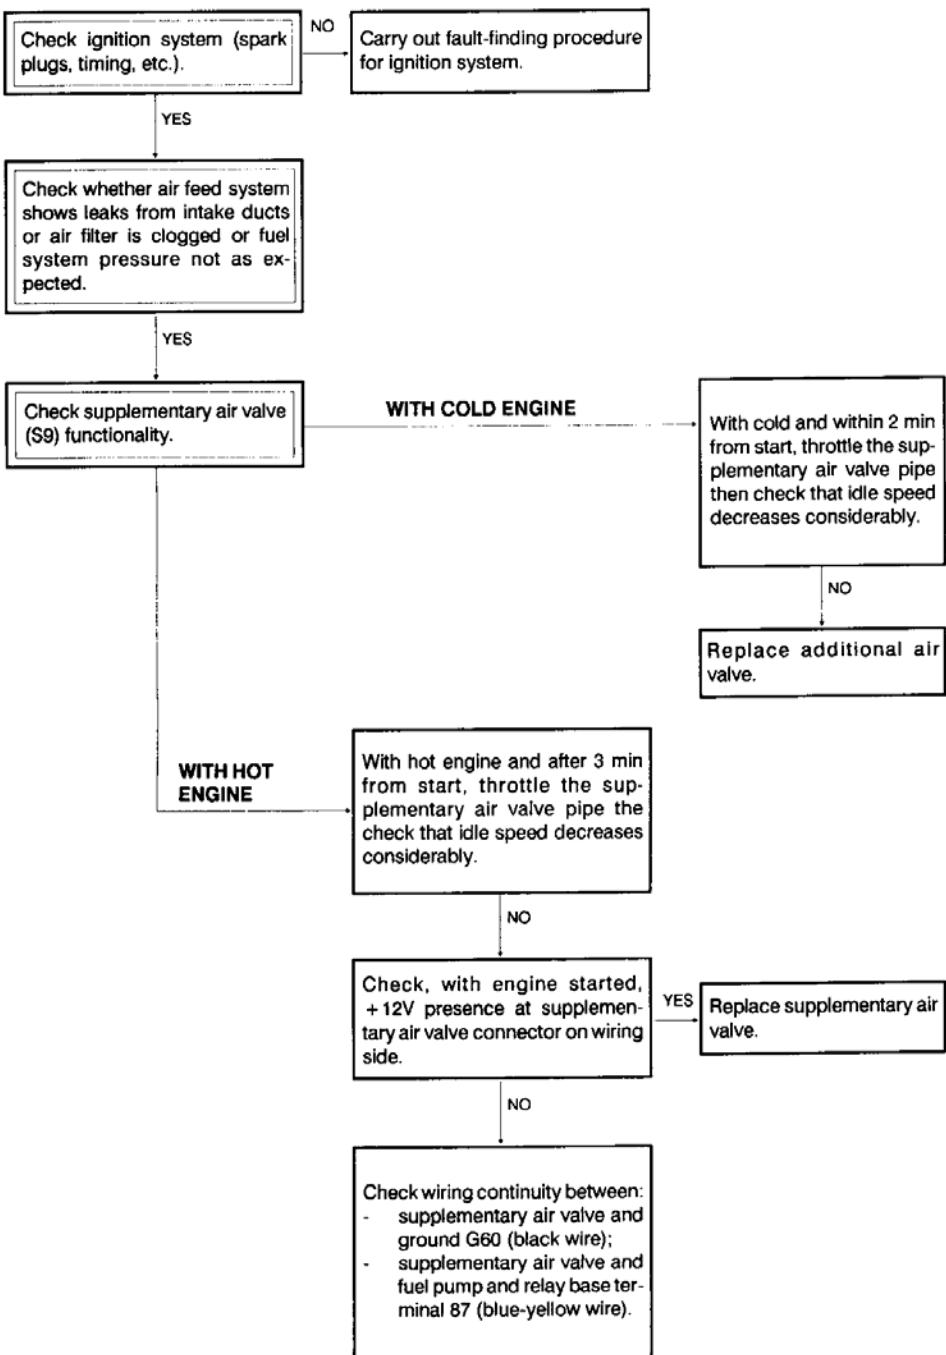 Check ignition system (spark
plugs, timing, etc.).
NO
Carry out fault-finding procedure
for ignition system.
YES
Check whether air feed system
shows leaks from intake ducts
or air filter is clogged or fuel
system pressure not as ex-
pected.
YES
Check supplementary air valve
(S9) functionality.
WITH COLD ENGINE
With cold and within 2 min
from start, throttle the sup-
plementary air valve pipe
then check that idle speed
decreases considerably.
NO
Replace additional air
valve.
WITH HOT
ENGINE
With hot engine and after 3 min
from start, throttle the sup-
plementary air valve pipe the
check that idle speed decreases
considerably.
NO
Check, with engine started,
+12V presence at supplemen-
tary air valve connector on wiring
side.
YES
Replace supplementary air
valve.
NO
Check wiring continuity between:
- supplementary air valve and
ground G60 (black wire);
- supplementary air valve and
fuel pump and relay base ter-
minal 87 (blue-yellow wire).